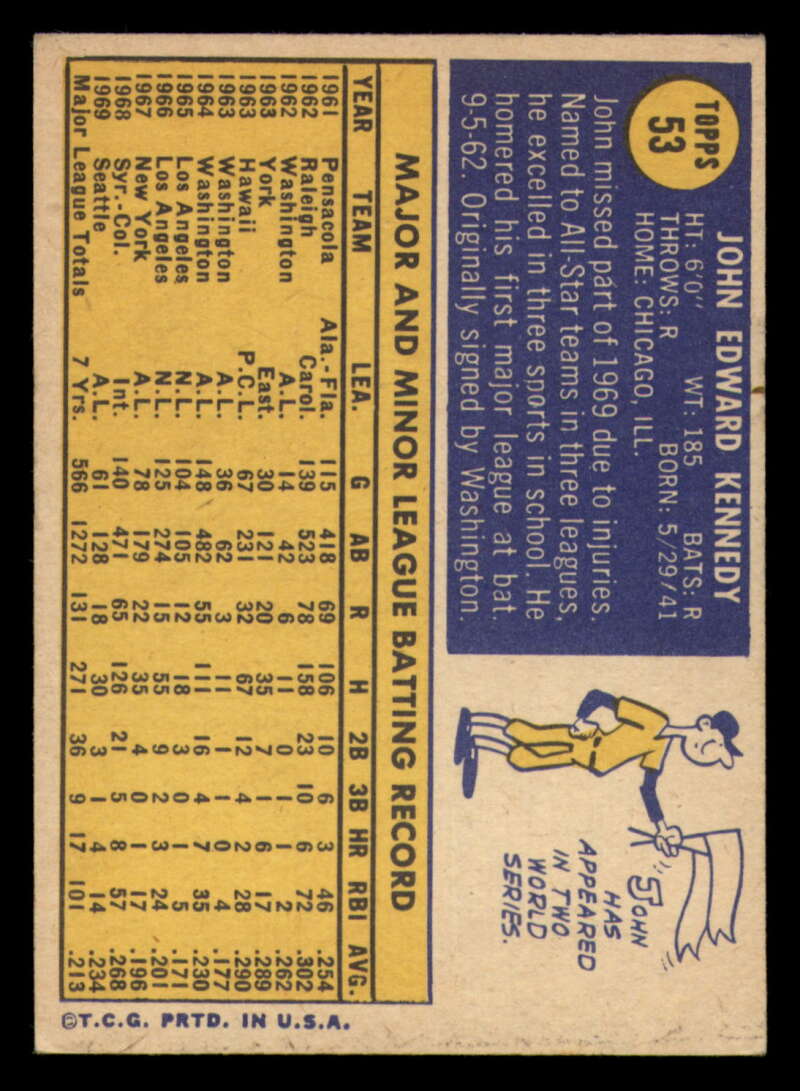 TOPPS
53
JOHN EDWARD KENNEDY
HT: 6'0" WT: 185 BATS: R
THROWS: R BORN: 5/29/41
HOME: CHICAGO, ILL.
John missed part of 1969 due to injuries.
Named to All-Star teams in three leagues,
he excelled in three sports in school. He
homered his first major league at bat
9-5-62. Originally signed by Washington.
JOHN
HAS
APPEARED
IN TWO
WORLD
SERIES.
MAJOR AND MINOR LEAGUE BATTING RECORD
YEAR TEAM LEA. G AB R H 2B 3B HR RBI AVG.
1961 Pensacola Ala.-Fla. 115 418 69 106 10 6 3 46 .254
1962 Raleigh Carol. 139 523 78 158 23 10 6 72 .302
1962 Washington A.L. 14 42 6 11 0 1 1 2 .262
1963 York East. 30 121 20 35 7 1 6 17 .289
1963 Hawaii P.C.L. 67 231 32 67 12 4 2 28 .290
1963 Washington A.L. 36 62 3 11 1 1 0 4 .177
1964 Washington A.L. 148 482 55 111 16 4 7 35 .230
1965 Los Angeles N.L. 104 105 12 18 3 0 1 5 .171
1966 Los Angeles N.L. 125 274 15 55 9 2 3 24 .201
1967 New York A.L. 78 179 22 35 4 0 1 17 .196
1968 Syr.-Col. Int. 140 471 65 126 21 5 8 57 .268
1969 Seattle A.L. 61 128 18 30 3 1 4 14 .234
Major League Totals 7 Yrs. 566 1272 131 271 36 9 17 101 .213
©T.C.G. PRTD. IN U.S.A.